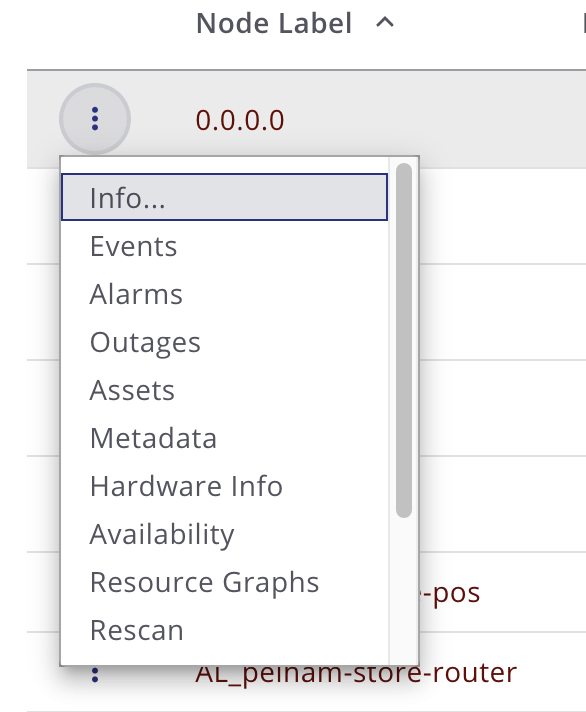 Node Label
0.0.0.0
Info...
Events
Alarms
Outages
Assets
Metadata
Hardware Info
Availability
Resource Graphs
-pos
Rescan
AL_pelham-store-router